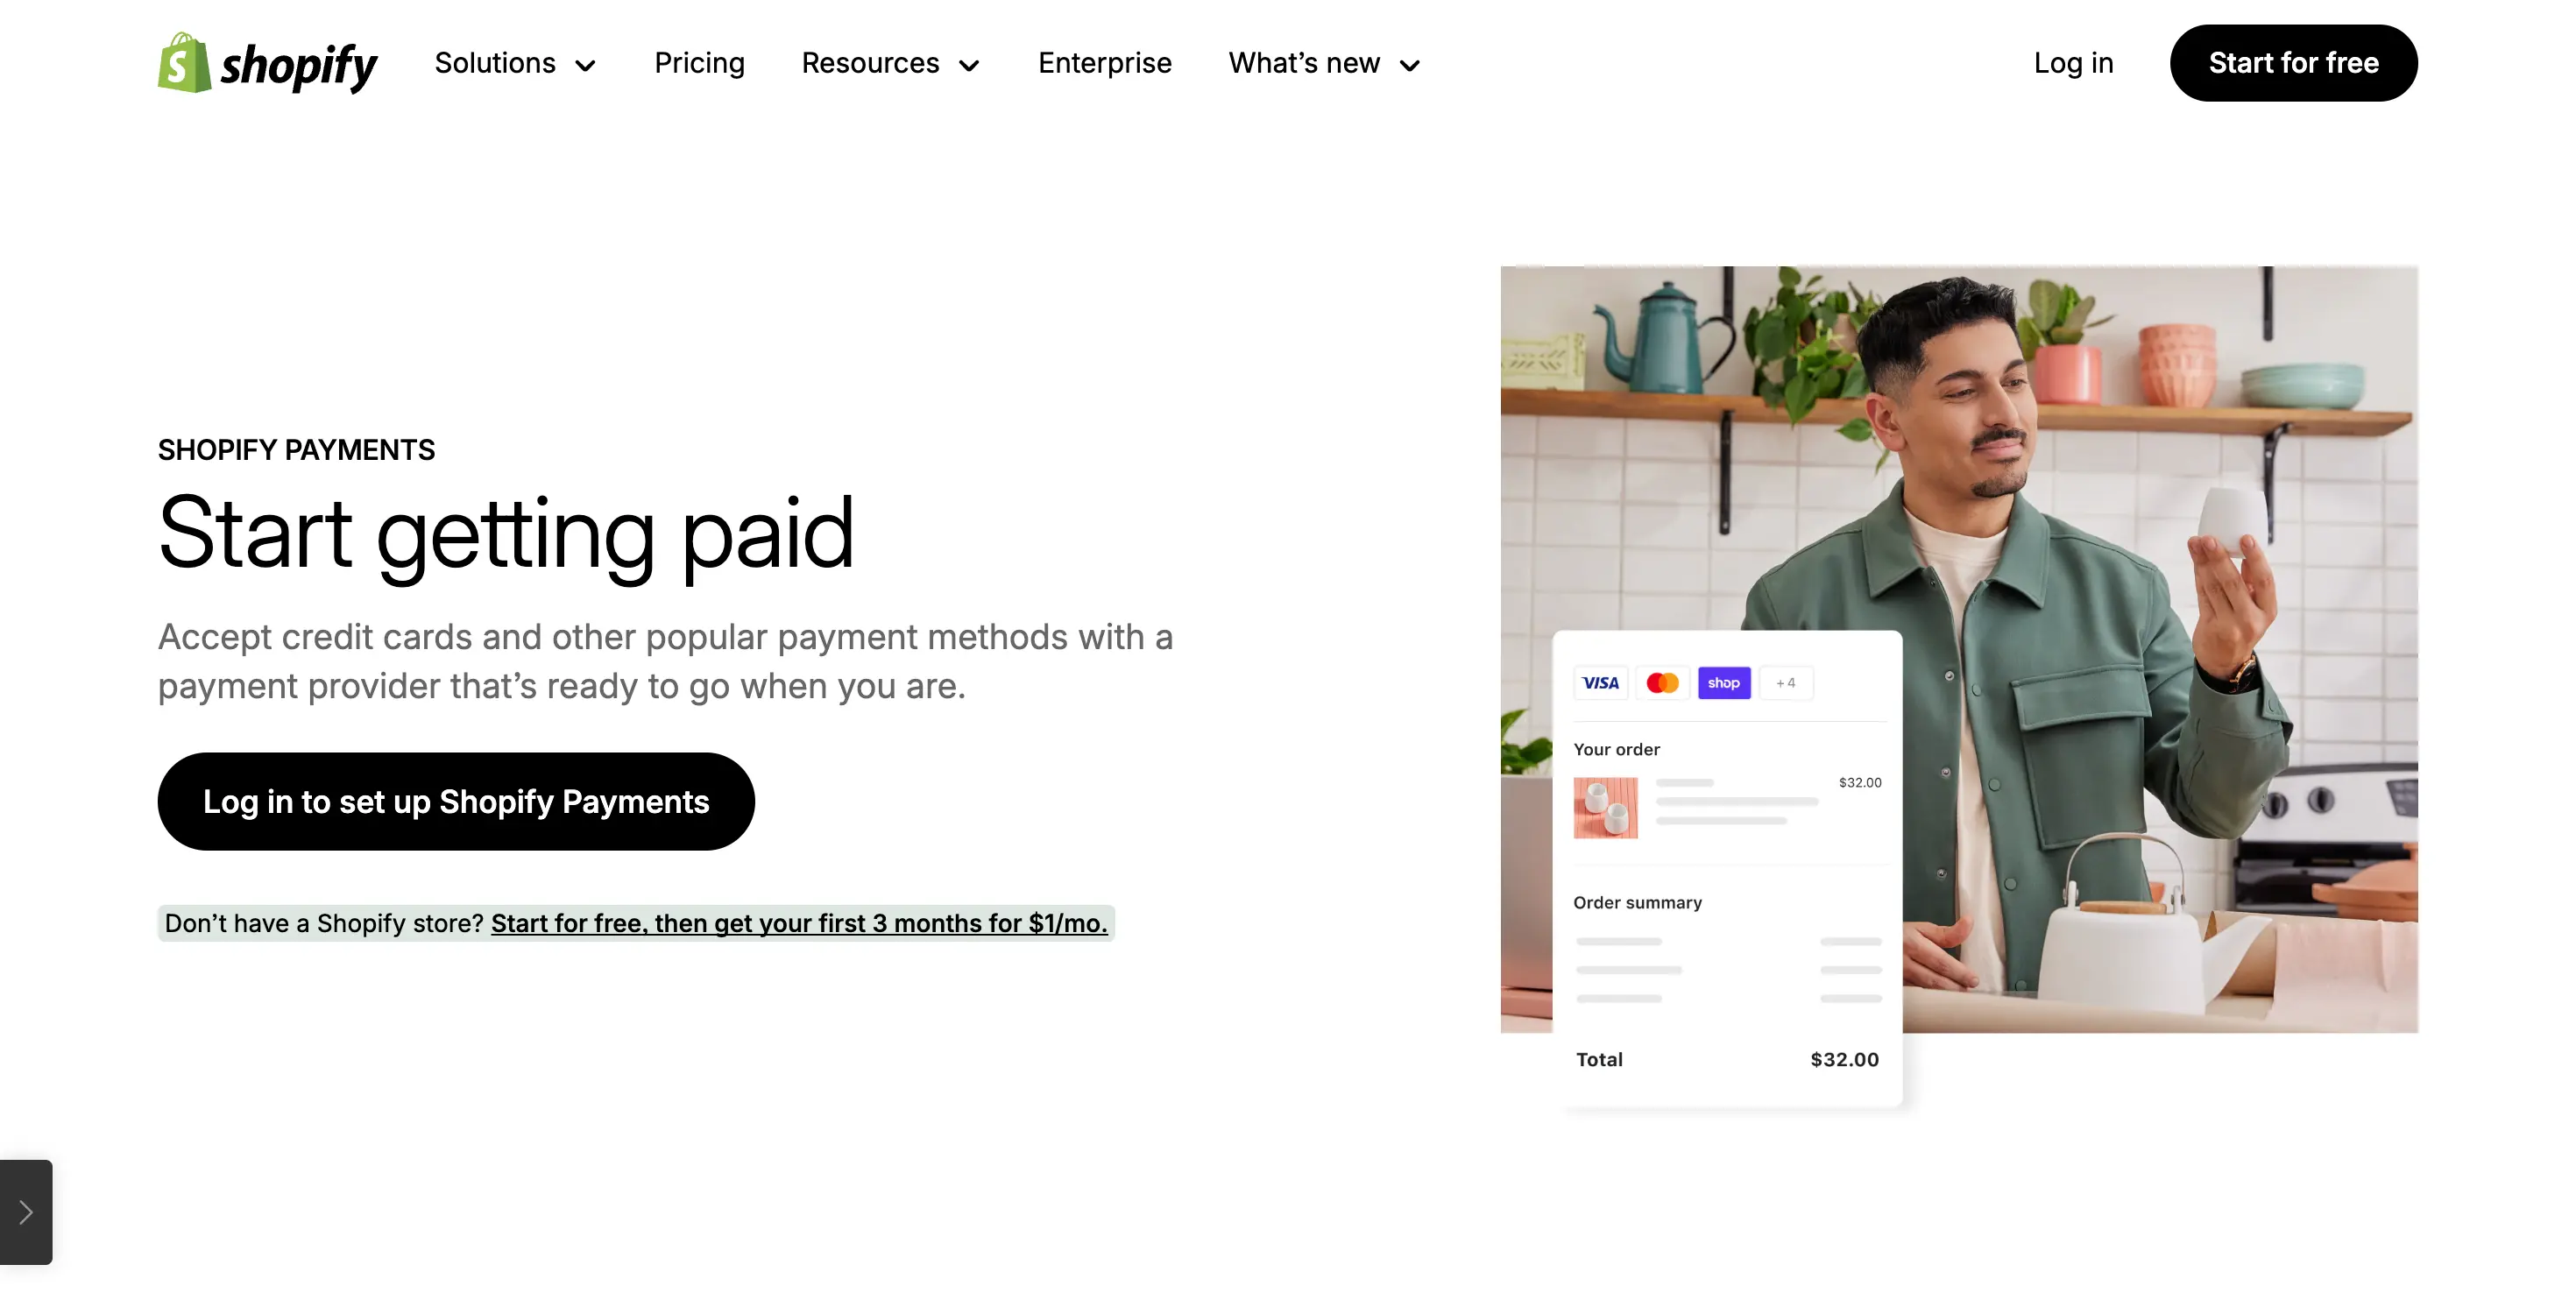 shopify
Solutions
Pricing
Resources
Enterprise
What’s new
Log in
Start for free
SHOPIFY PAYMENTS
Start getting paid
Accept credit cards and other popular payment methods with a
payment provider that’s ready to go when you are.
Log in to set up Shopify Payments
Don’t have a Shopify store? Start for free, then get your first 3 months for $1/mo.
VISA
shop
+4
Your order
$32.00
Order summary
Total $32.00